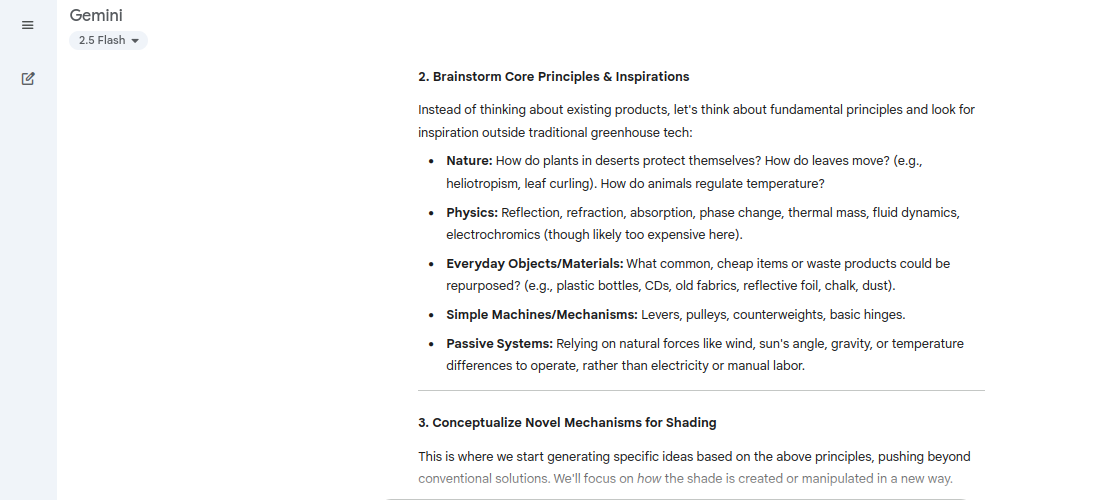 Gemini
2.5 Flash
2. Brainstorm Core Principles & Inspirations
Instead of thinking about existing products, let's think about fundamental principles and look for
inspiration outside traditional greenhouse tech:
• Nature: How do plants in deserts protect themselves? How do leaves move? (e.g.,
heliotropism, leaf curling). How do animals regulate temperature?
• Physics: Reflection, refraction, absorption, phase change, thermal mass, fluid dynamics,
electrochromics (though likely too expensive here).
• Everyday Objects/Materials: What common, cheap items or waste products could be
repurposed? (e.g., plastic bottles, CDs, old fabrics, reflective foil, chalk, dust).
• Simple Machines/Mechanisms: Levers, pulleys, counterweights, basic hinges.
• Passive Systems: Relying on natural forces like wind, sun's angle, gravity, or temperature
differences to operate, rather than electricity or manual labor.
3. Conceptualize Novel Mechanisms for Shading
This is where we start generating specific ideas based on the above principles, pushing beyond
conventional solutions. We'll focus on how the shade is created or manipulated in a new way.